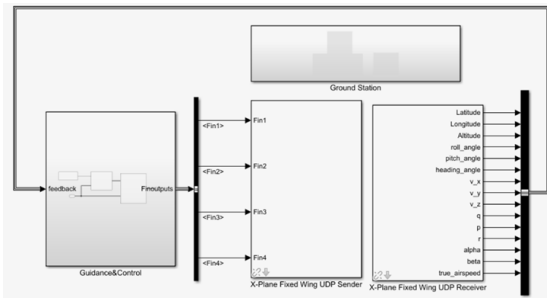 Ground Station
feedback
Finoutputs
Guidance&Control
<Fin1>
<Fin2>
<Fin3>
<Fin4>
Fin1
Fin2
Fin3
Fin4
X-Plane Fixed Wing UDP Sender
Latitude
Longitude
Altitude
roll_angle
pitch_angle
heading_angle
v_x
v_y
v_z
q
p
r
alpha
beta
true_airspeed
X-Plane Fixed Wing UDP Receiver